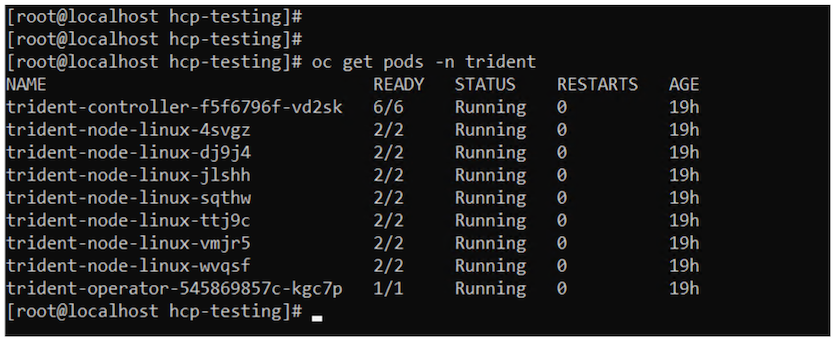 [root@localhost hcp-testing]#
[root@localhost hcp-testing]#
[root@localhost hcp-testing]# oc get pods -n trident
NAME READY STATUS RESTARTS AGE
trident-controller-f5f6796f-vd2sk 6/6 Running 0 19h
trident-node-linux-4svgz 2/2 Running 0 19h
trident-node-linux-dj9j4 2/2 Running 0 19h
trident-node-linux-jlshh 2/2 Running 0 19h
trident-node-linux-sqthw 2/2 Running 0 19h
trident-node-linux-ttj9c 2/2 Running 0 19h
trident-node-linux-vmjr5 2/2 Running 0 19h
trident-node-linux-wvqsf 2/2 Running 0 19h
trident-operator-545869857c-kgc7p 1/1 Running 0 19h
[root@localhost hcp-testing]#